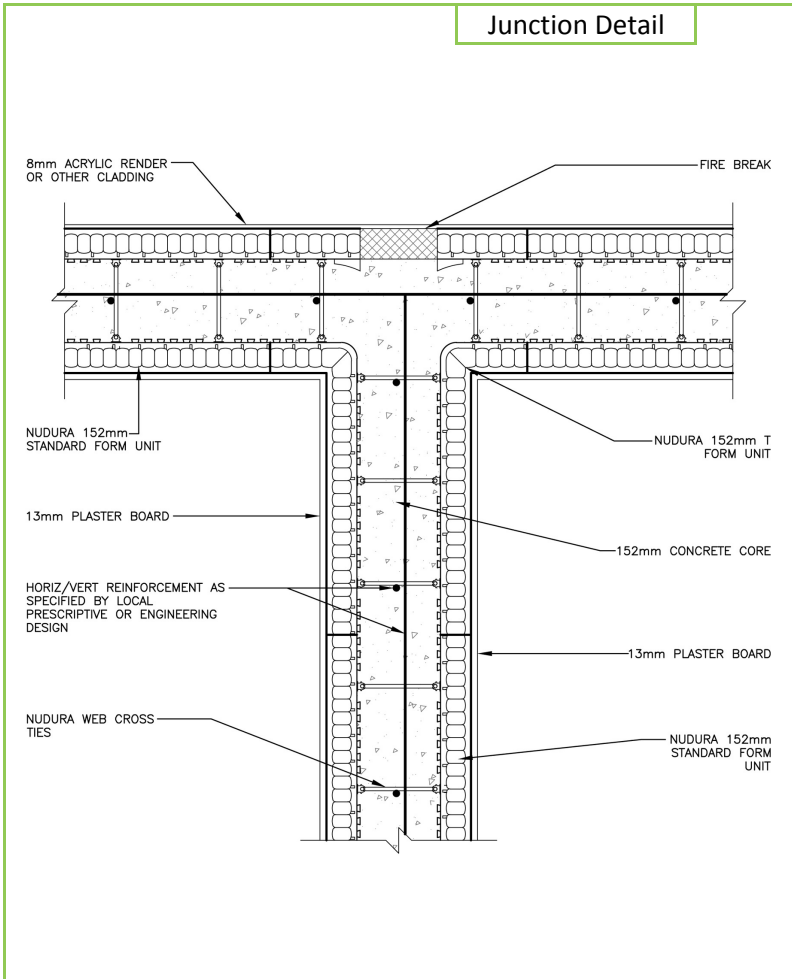 Junction Detail
8mm ACRYLIC RENDER
OR OTHER CLADDING
FIRE BREAK
NUDURA 152mm
STANDARD FORM UNIT
NUDURA 152mm T
FORM UNIT
13mm PLASTER BOARD
152mm CONCRETE CORE
HORIZ/VERT REINFORCEMENT AS
SPECIFIED BY LOCAL
PRESCRIPTIVE OR ENGINEERING
DESIGN
13mm PLASTER BOARD
NUDURA WEB CROSS
TIES
NUDURA 152mm
STANDARD FORM
UNIT